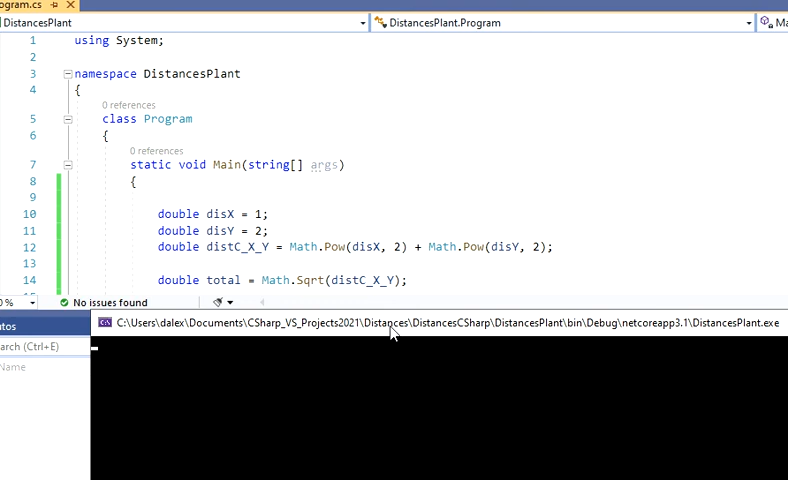 ogram.cs
DistancesPlant DistancesPlant.Program Ma
1 using System;
2
3 namespace DistancesPlant
4 {
0 references
5 class Program
6 {
0 references
7 static void Main(string[] args)
8 {
9
10 double disX = 1;
11 double disY = 2;
12 double distC_X_Y = Math.Pow(disX, 2) + Math.Pow(disY, 2);
13
14 double total = Math.Sqrt(distC_X_Y);
0 % No issues found
atos C:\Users\dalex\Documents\CSharp_VS_Projects2021\Distances\DistancesCSharp\DistancesPlant\bin\Debug\netcoreapp3.1\DistancesPlant.exe
arch (Ctrl+E)
Name